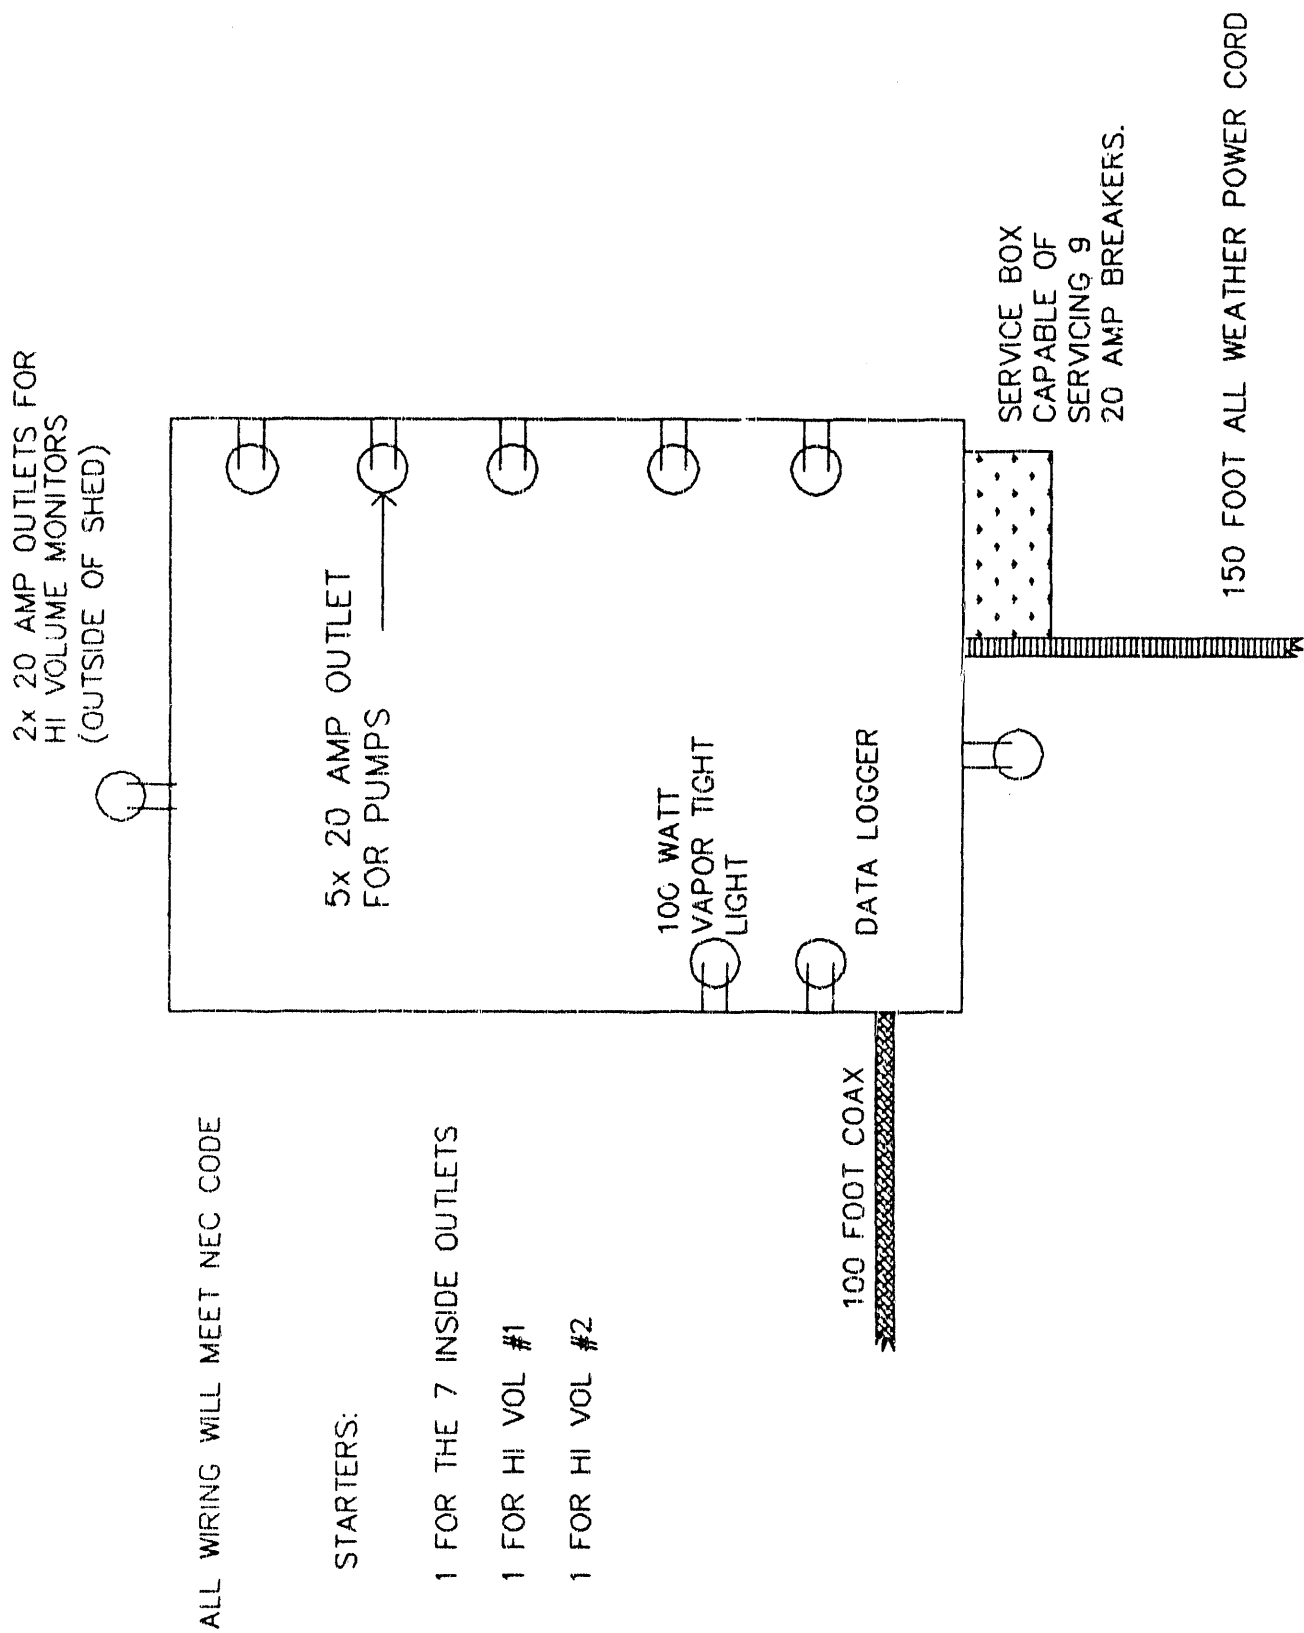 ALL WIRING WILL MEET NEC CODE
STARTERS:
1 FOR THE 7 INSIDE OUTLETS
1 FOR HI VOL #1
1 FOR HI VOL #2
2x 20 AMP OUTLETS FOR
HI VOLUME MONITORS
(OUTSIDE OF SHED)
5x 20 AMP OUTLET
FOR PUMPS
100 WATT
VAPOR TIGHT
LIGHT
DATA LOGGER
100 FOOT COAX
SERVICE BOX
CAPABLE OF
SERVICING 9
20 AMP BREAKERS.
150 FOOT ALL WEATHER POWER CORD